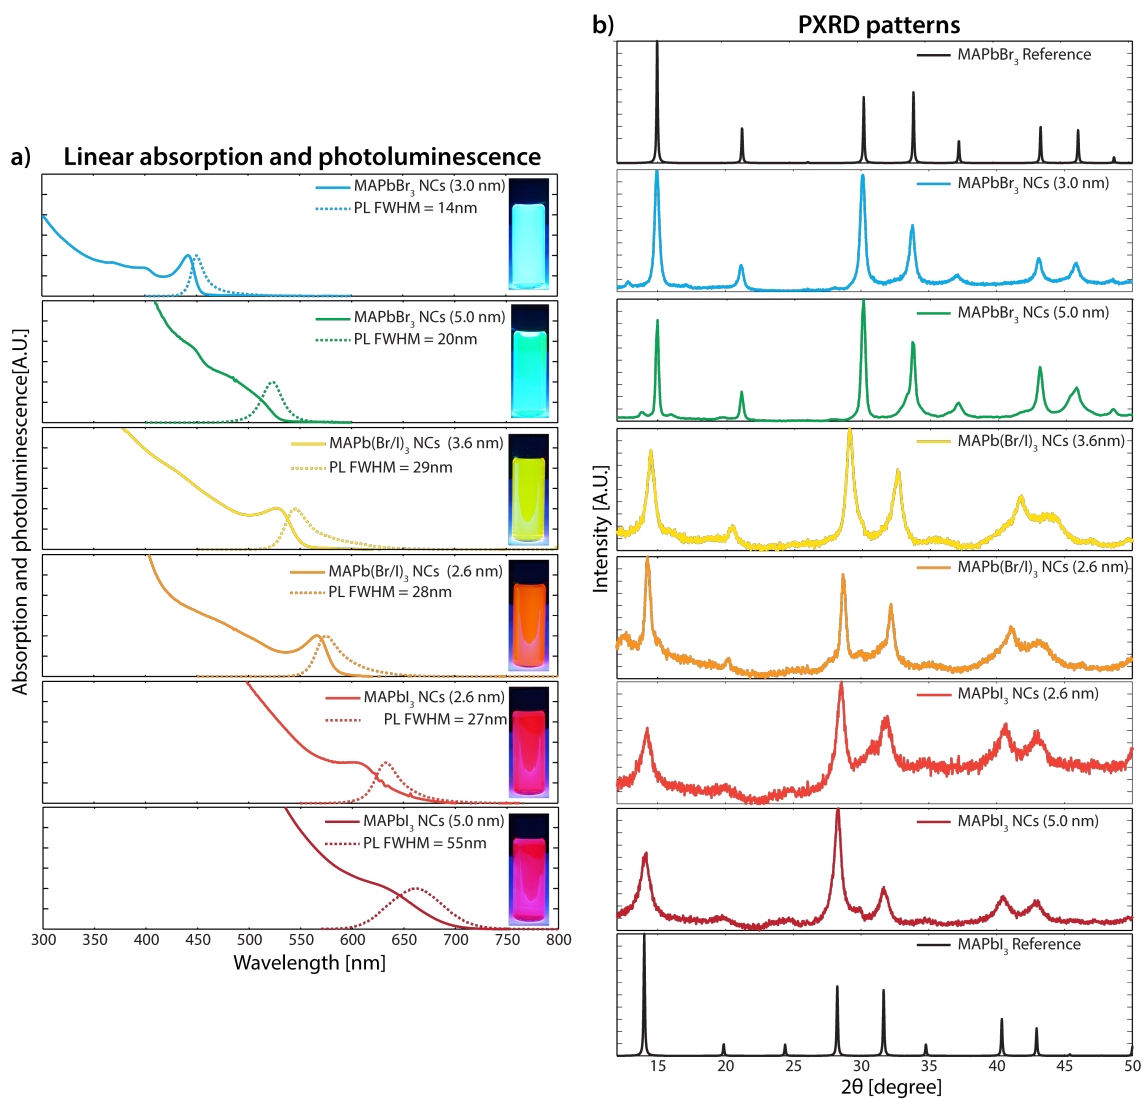 a) Linear absorption and photoluminescence
MAPbBr₃ NCs (3.0 nm)
PL FWHM = 14nm
MAPbBr₃ NCs (5.0 nm)
PL FWHM = 20nm
MAPb(Br/I)₃ NCs (3.6 nm)
PL FWHM = 29nm
MAPb(Br/I)₃ NCs (2.6 nm)
PL FWHM = 28nm
MAPbI₃ NCs (2.6 nm)
PL FWHM = 27nm
MAPbI₃ NCs (5.0 nm)
PL FWHM = 55nm
Absorption and photoluminescence[A.U.]
300 350 400 450 500 550 600 650 700 750 800
Wavelength [nm]
b) PXRD patterns
MAPbBr₃ Reference
MAPbBr₃ NCs (3.0 nm)
MAPbBr₃ NCs (5.0 nm)
MAPb(Br/I)₃ NCs (3.6nm)
MAPb(Br/I)₃ NCs (2.6 nm)
MAPbI₃ NCs (2.6 nm)
MAPbI₃ NCs (5.0 nm)
MAPbI₃ Reference
Intensity [A.U.]
15 20 25 30 35 40 45 50
2θ [degree]